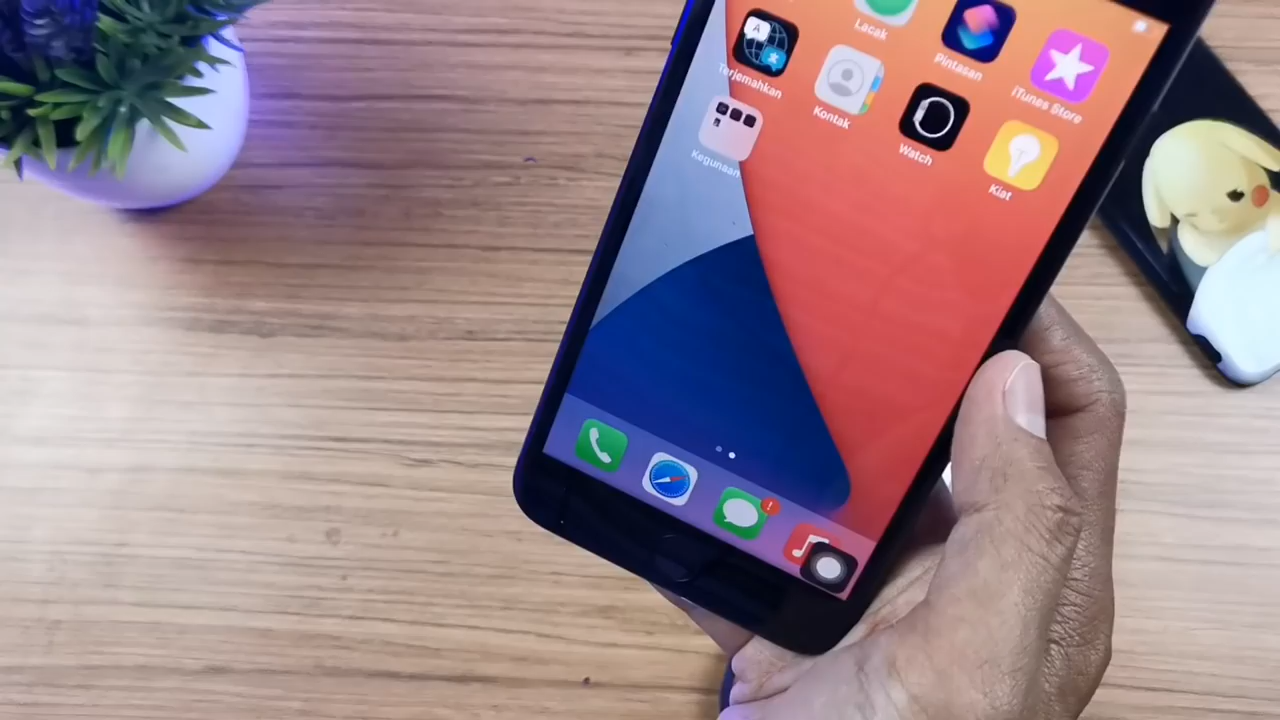 Lacak
Pintasan
iTunes Store
Terjemahkan
Kontak
Watch
Kiat
Kegunaan
A
!